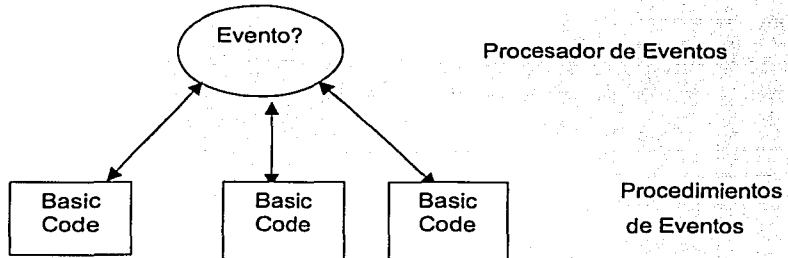 Evento?
Procesador de Eventos
Basic
Code
Basic
Code
Basic
Code
Procedimientos
de Eventos